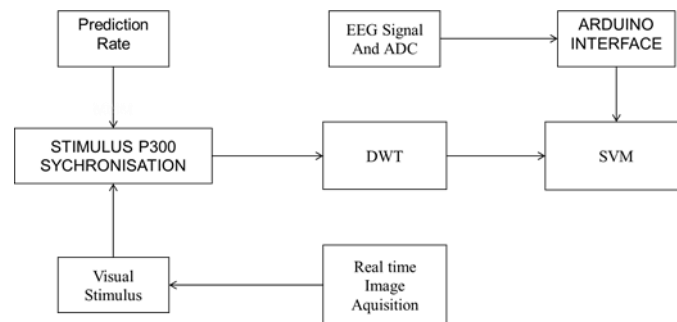 Prediction
Rate
EEG Signal
And ADC
ARDUINO
INTERFACE
STIMULUS P300
SYCHRONISATION
DWT
SVM
Visual
Stimulus
Real time
Image
Aquisition